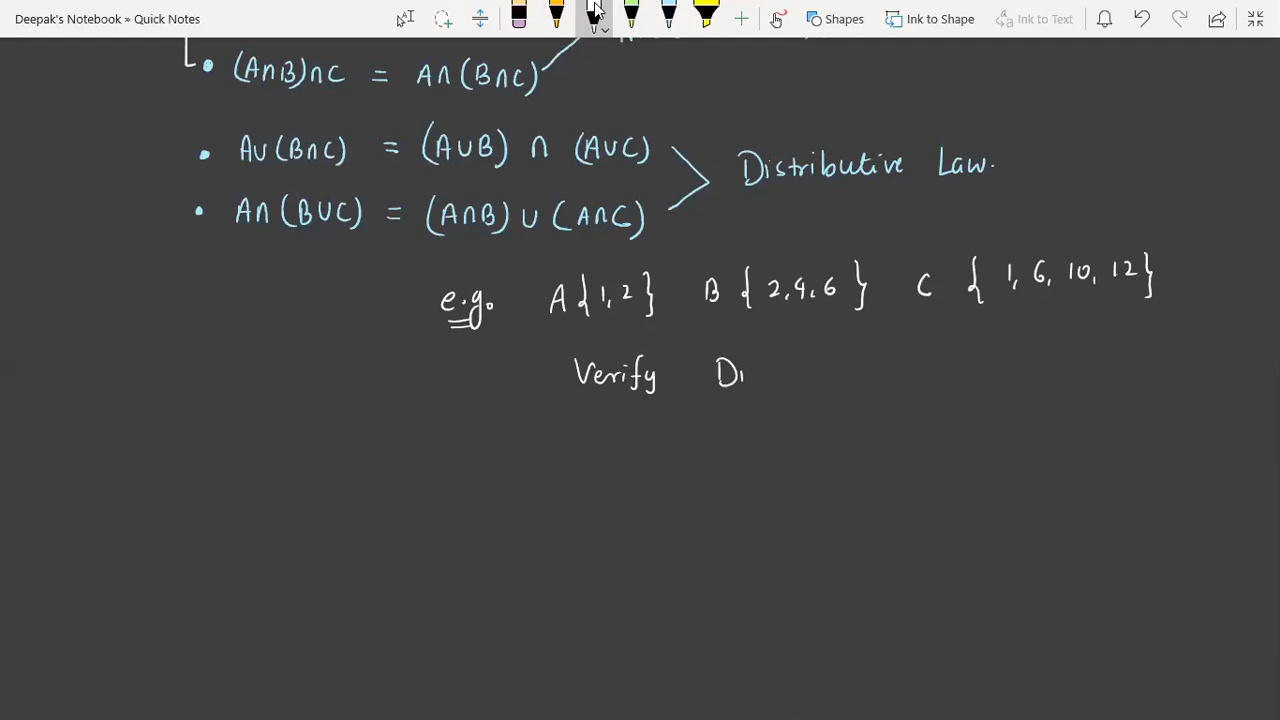 Deepak's Notebook » Quick Notes
Shapes
Ink to Shape
Ink to Text
• (A∩B)∩C = A∩(B∩C)
• A∪(B∩C) = (A∪B) ∩ (A∪C)
Distributive Law.
• A∩(B∪C) = (A∩B) ∪ (A∩C)
e.g. A{1,2} B {2,4,6} C {1, 6, 10, 12}
Verify Di